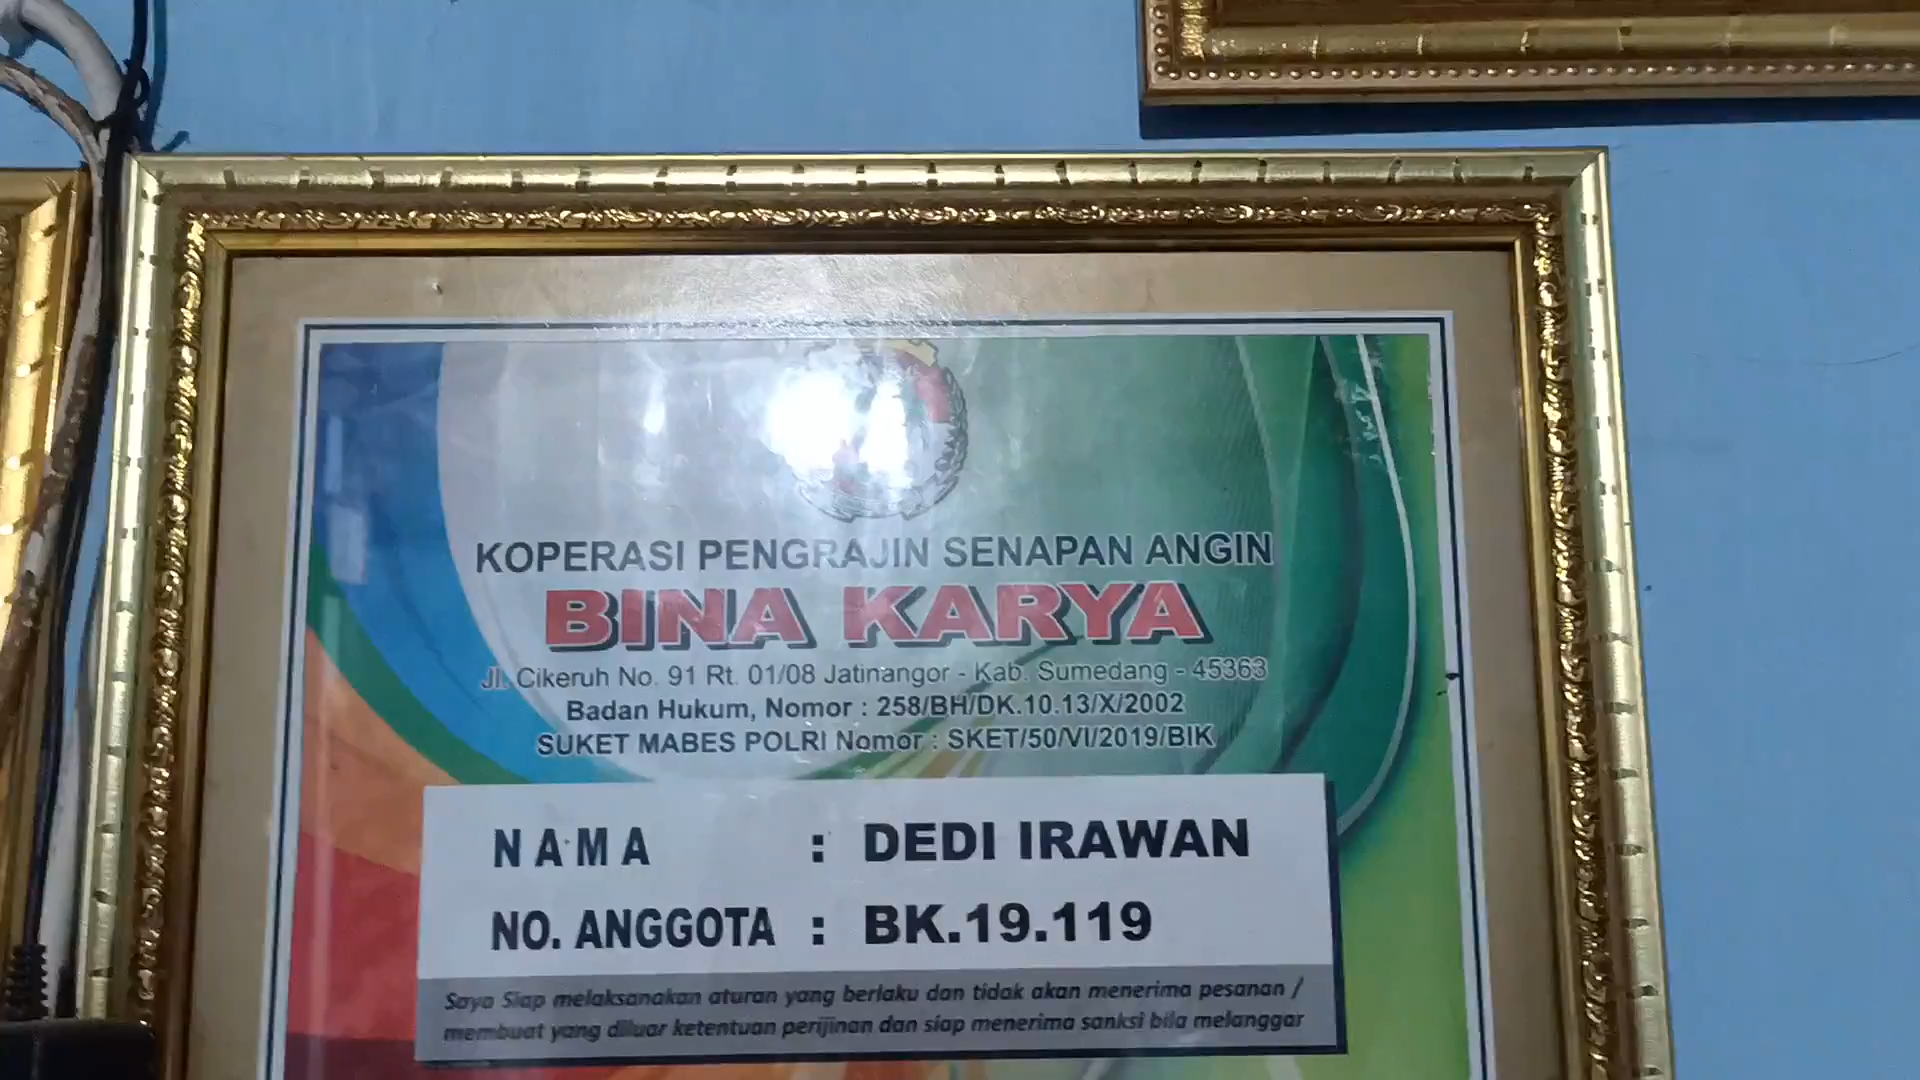 KOPERASI PENGRAJIN SENAPAN ANGIN
BINA KARYA
Jl. Cikeruh No. 91 Rt. 01/08 Jatinangor - Kab. Sumedang - 45363
Badan Hukum, Nomor : 258/BH/DK.10.13/X/2002
SUKET MABES POLRI Nomor : SKET/50/VI/2019/BIK
NAMA : DEDI IRAWAN
NO. ANGGOTA : BK.19.119
Saya Siap melaksanakan aturan yang berlaku dan tidak akan menerima pesanan /
membuat yang diluar ketentuan perijinan dan siap menerima sanksi bila melanggar